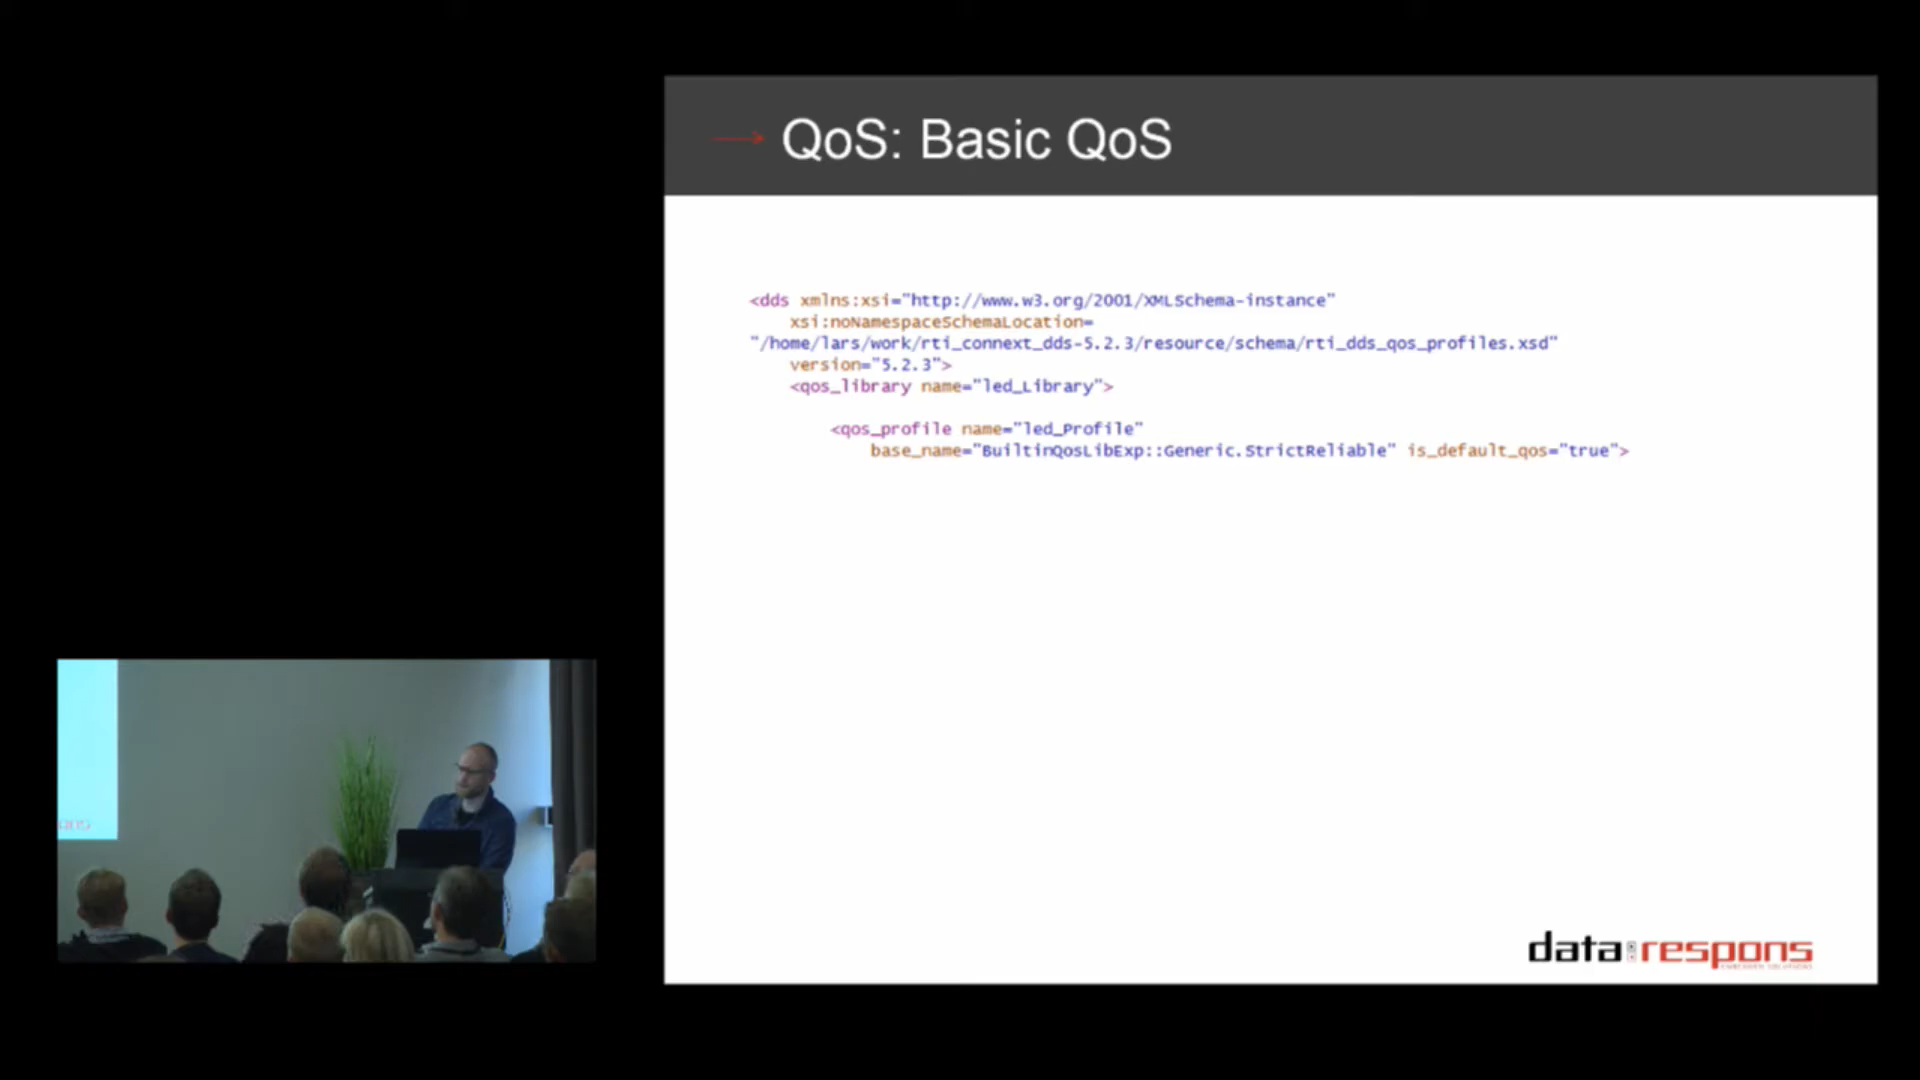 QoS: Basic QoS
<dds xmlns:xsi="http://www.w3.org/2001/XMLSchema-instance"
xsi:noNamespaceSchemaLocation=
"/home/lars/work/rti_connext_dds-5.2.3/resource/schema/rti_dds_qos_profiles.xsd"
version="5.2.3">
<qos_library name="led_Library">
<qos_profile name="led_Profile"
base_name="BuiltinQosLibExp::Generic.StrictReliable" is_default_qos="true">
data respons